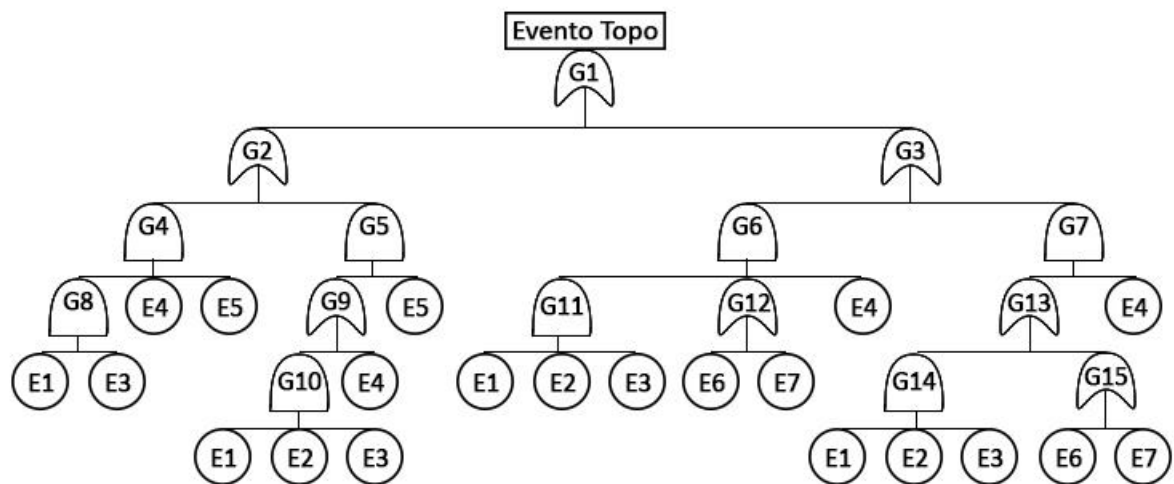 Evento Topo
G1
G2 G3
G4 G5 G6 G7
G8 E4 E5 G9 E5 G11 G12 E4 G13 E4
E1 E3 G10 E4 E1 E2 E3 E6 E7 G14 G15
E1 E2 E3 E1 E2 E3 E6 E7